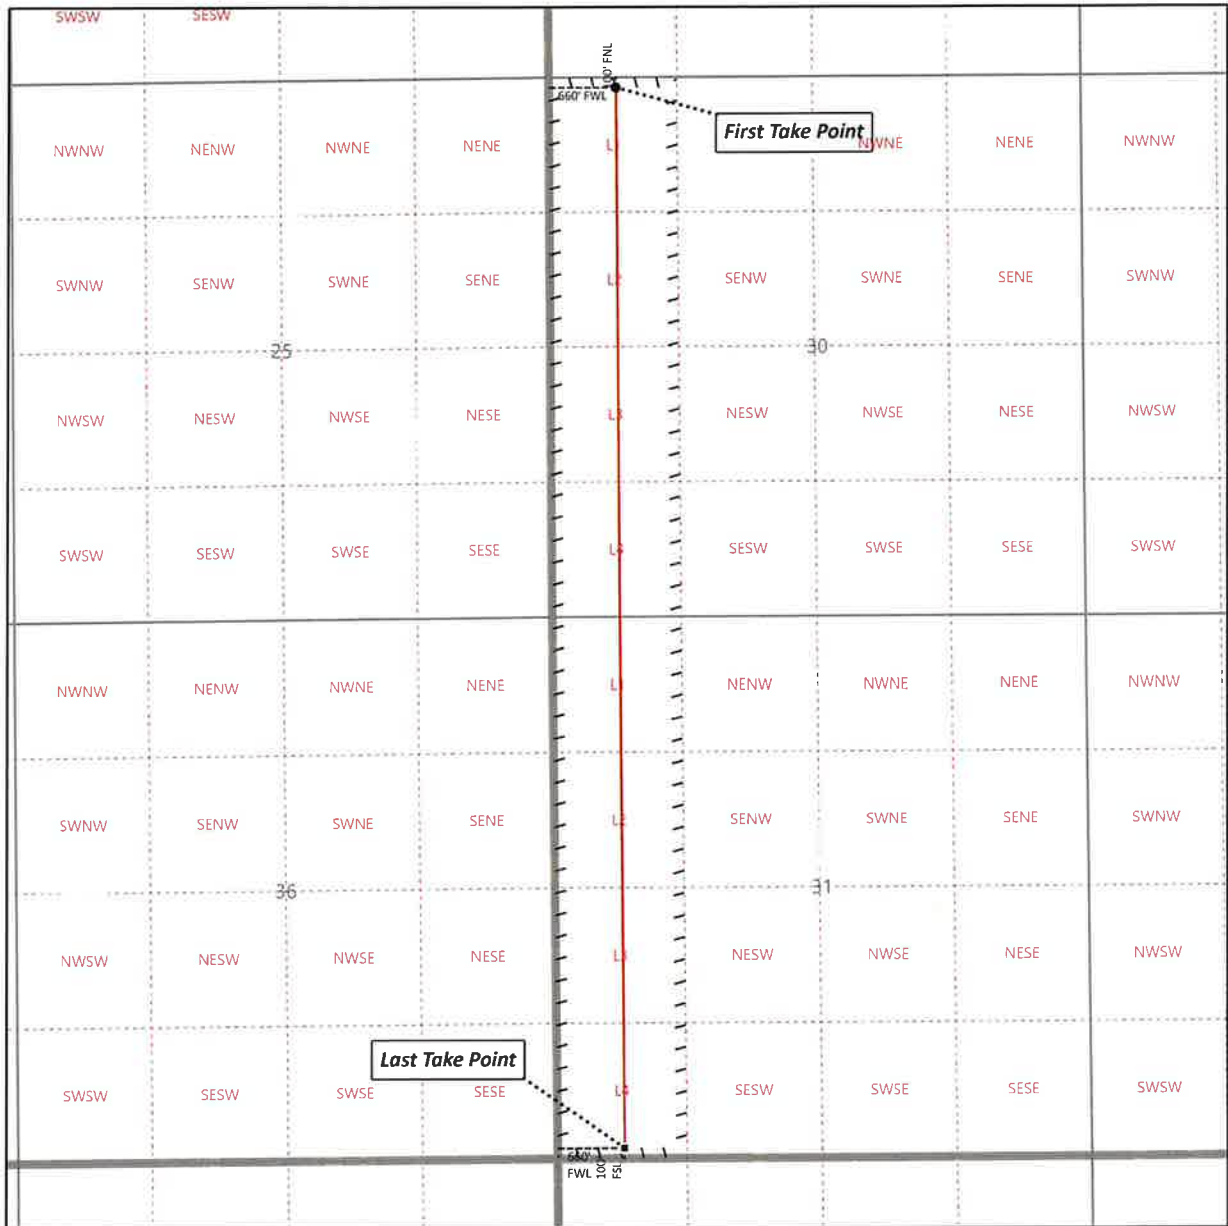 SWSW SESW
00' FNL
660' FWL
First Take Point
NWNW NENW NWNE NENE L1 NWNE NENE NWNW
SWNW SENW SWNE SENE L2 SENW SWNE SENE SWNW
25 30
NWSW NESW NWSE NESE L3 NESW NWSE NESE NWSW
SWSW SESW SWSE SESE L4 SESW SWSE SESE SWSW
NWNW NENW NWNE NENE L1 NENW NWNE NENE NWNW
SWNW SENW SWNE SENE L2 SENW SWNE SENE SWNW
36 31
NWSW NESW NWSE NESE L3 NESW NWSE NESE NWSW
Last Take Point
SWSW SESW SWSE SESE L4 SESW SWSE SESE SWSW
660'
FWL
100'
FSL